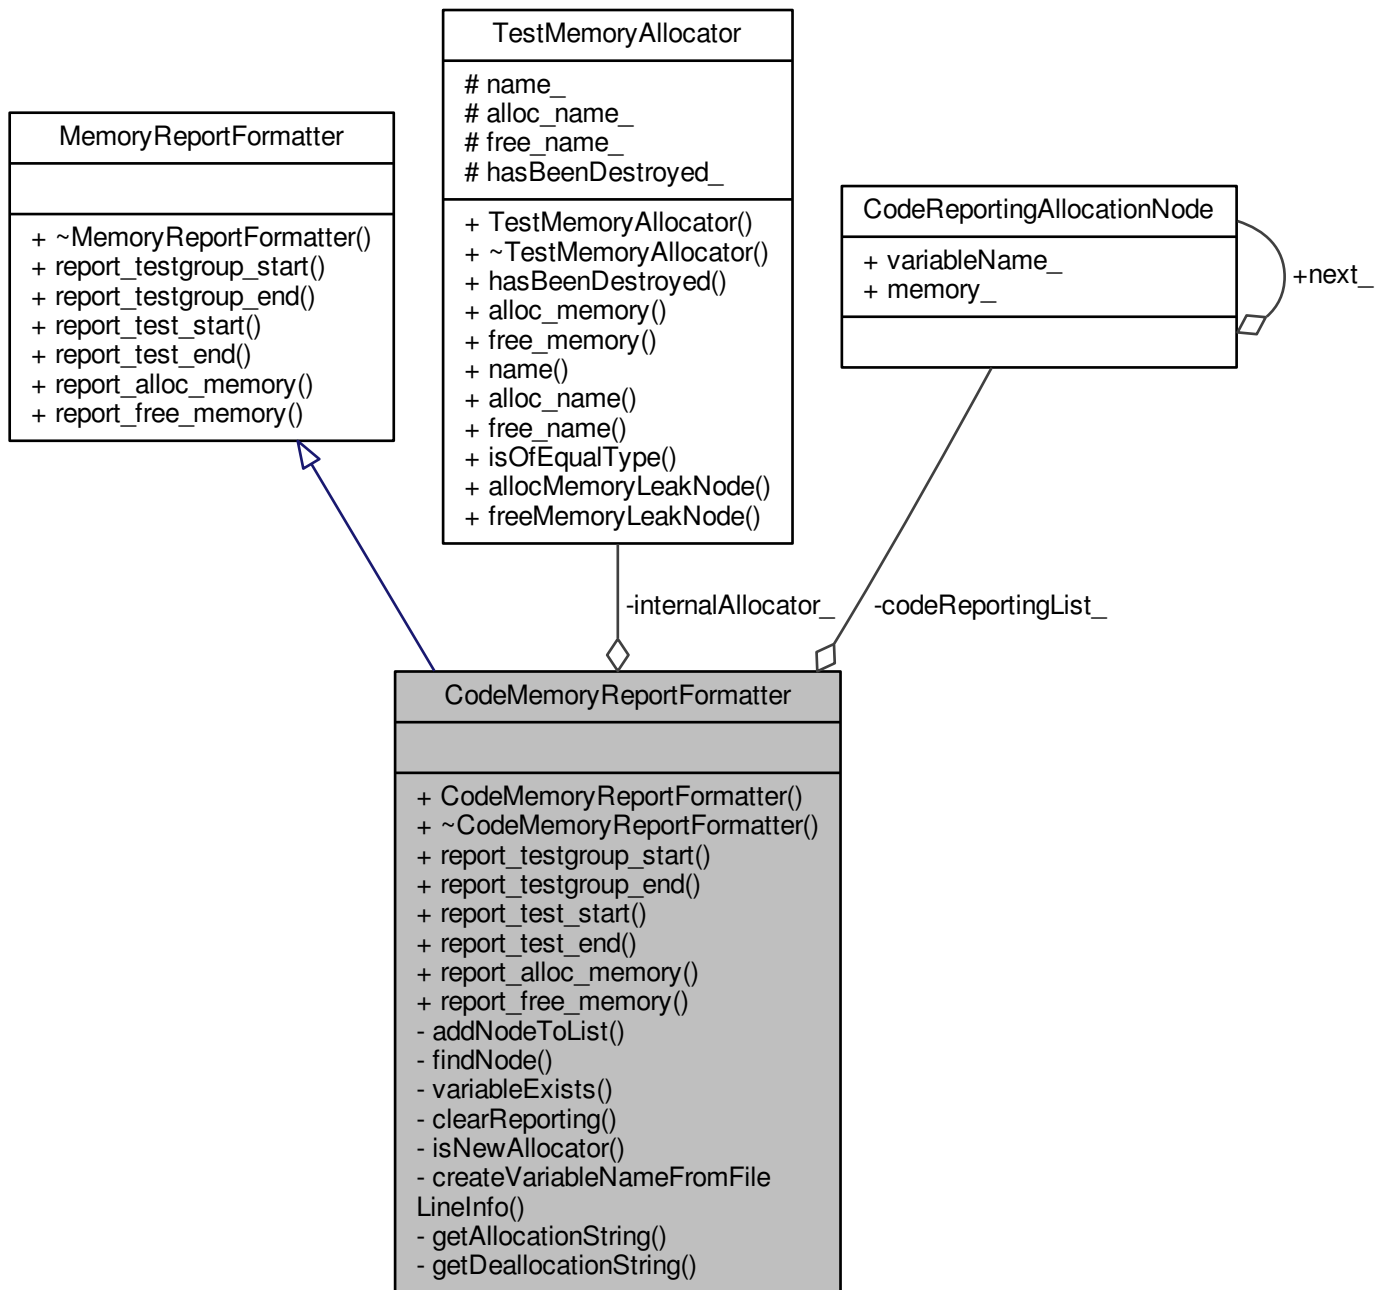 TestMemoryAllocator
# name_
# alloc_name_
# free_name_
# hasBeenDestroyed_
+ TestMemoryAllocator()
+ ~TestMemoryAllocator()
+ hasBeenDestroyed()
+ alloc_memory()
+ free_memory()
+ name()
+ alloc_name()
+ free_name()
+ isOfEqualType()
+ allocMemoryLeakNode()
+ freeMemoryLeakNode()
MemoryReportFormatter
+ ~MemoryReportFormatter()
+ report_testgroup_start()
+ report_testgroup_end()
+ report_test_start()
+ report_test_end()
+ report_alloc_memory()
+ report_free_memory()
CodeReportingAllocationNode
+ variableName_
+ memory_
+next_
-internalAllocator_
-codeReportingList_
CodeMemoryReportFormatter
+ CodeMemoryReportFormatter()
+ ~CodeMemoryReportFormatter()
+ report_testgroup_start()
+ report_testgroup_end()
+ report_test_start()
+ report_test_end()
+ report_alloc_memory()
+ report_free_memory()
- addNodeToList()
- findNode()
- variableExists()
- clearReporting()
- isNewAllocator()
- createVariableNameFromFile
LineInfo()
- getAllocationString()
- getDeallocationString()